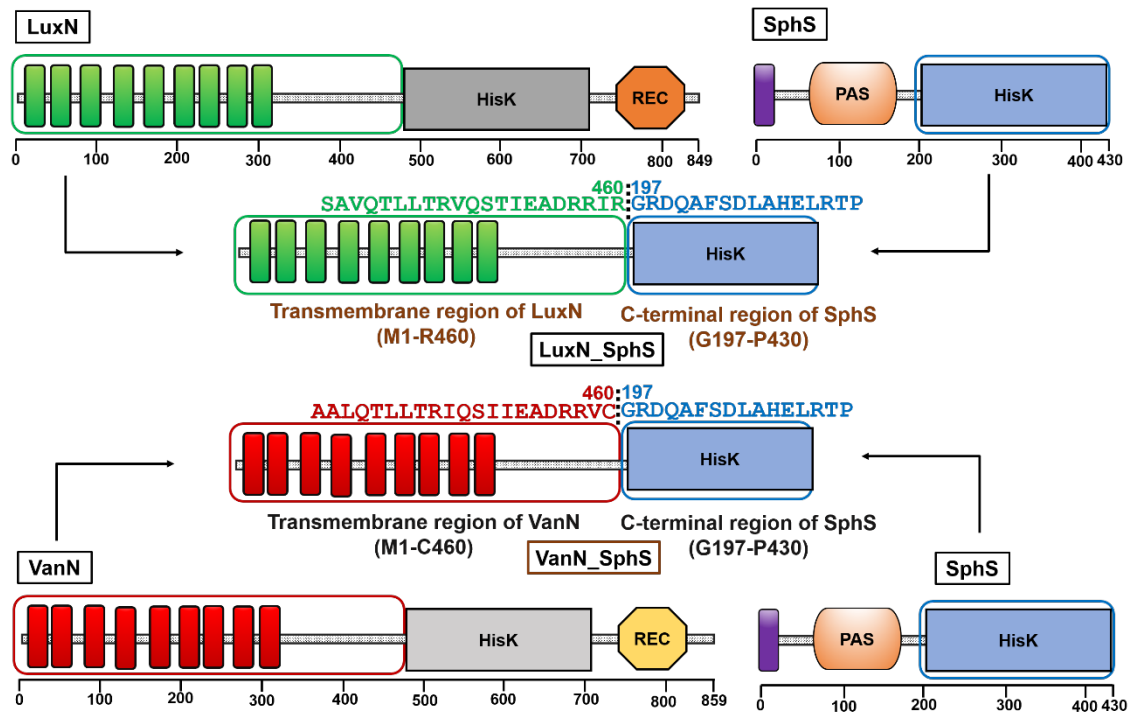 LuxN
SphS
HisK
REC
PAS
HisK
0 100 200 300 400 500 600 700 800 849
0 100 200 300 400 430
460 197
SAVQTLLTRVQSTIEADRRIR GRDQAFSDLAHELRTP
HisK
Transmembrane region of LuxN
(M1-R460)
C-terminal region of SphS
(G197-P430)
LuxN_SphS
460 197
AALQTLLTRIQSIIEADRRVC GRDQAFSDLAHELRTP
HisK
Transmembrane region of VanN
(M1-C460)
C-terminal region of SphS
(G197-P430)
VanN_SphS
VanN
SphS
HisK
REC
PAS
HisK
0 100 200 300 400 500 600 700 800 859
0 100 200 300 400 430